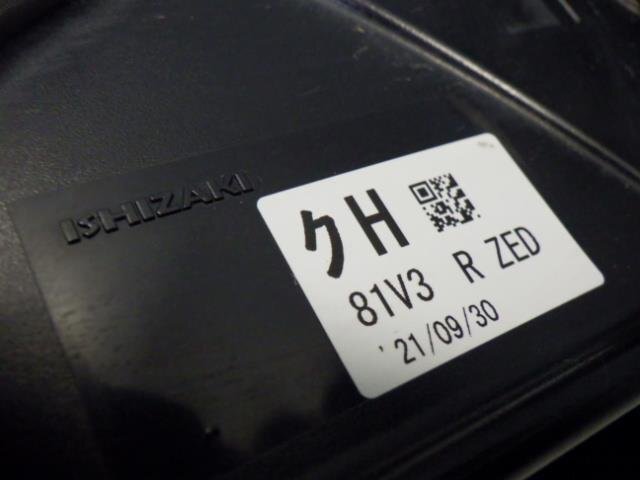 ISHIZAKI
クH
81V3 R ZED
'21/09/30